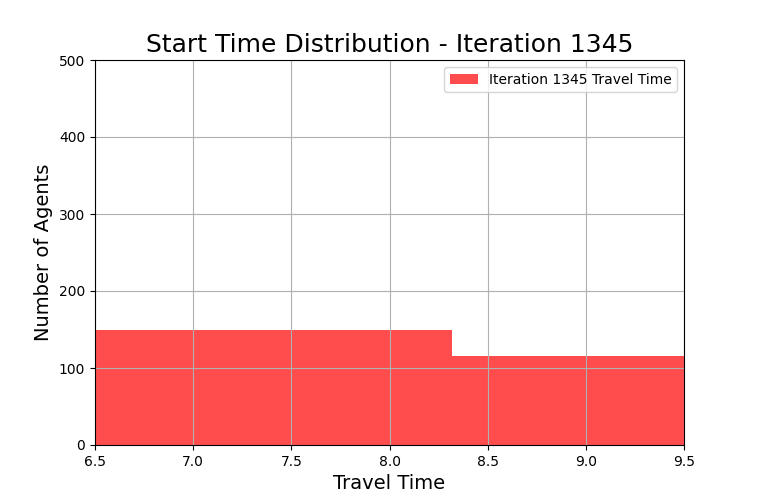 Start Time Distribution - Iteration 1345
500
Iteration 1345 Travel Time
400
300
200
100
0
Number of Agents
6.5 7.0 7.5 8.0 8.5 9.0 9.5
Travel Time